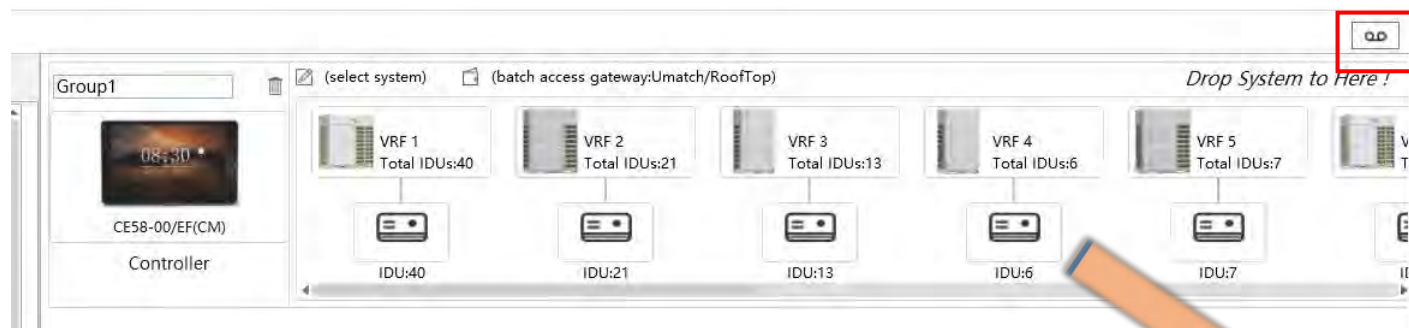 Group1
(select system)
(batch access gateway:Umatch/RoofTop)
Drop System to Here !
08:30
CE58-00/EF(CM)
Controller
VRF 1
Total IDUs:40
VRF 2
Total IDUs:21
VRF 3
Total IDUs:13
VRF 4
Total IDUs:6
VRF 5
Total IDUs:7
IDU:40
IDU:21
IDU:13
IDU:6
IDU:7